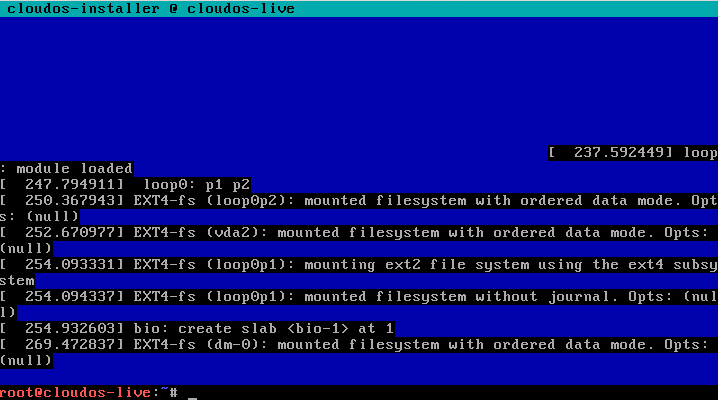 cloudos-installer @ cloudos-live
[  237.592449] loop
: module loaded
[  247.794911]  loop0: p1 p2
[  250.367943] EXT4-fs (loop0p2): mounted filesystem with ordered data mode. Opt
s: (null)
[  252.670977] EXT4-fs (vda2): mounted filesystem with ordered data mode. Opts:
(null)
[  254.093331] EXT4-fs (loop0p1): mounting ext2 file system using the ext4 subsy
stem
[  254.094337] EXT4-fs (loop0p1): mounted filesystem without journal. Opts: (nul
l)
[  254.932603] bio: create slab <bio-1> at 1
[  269.472837] EXT4-fs (dm-0): mounted filesystem with ordered data mode. Opts:
(null)
root@cloudos-live:~# _